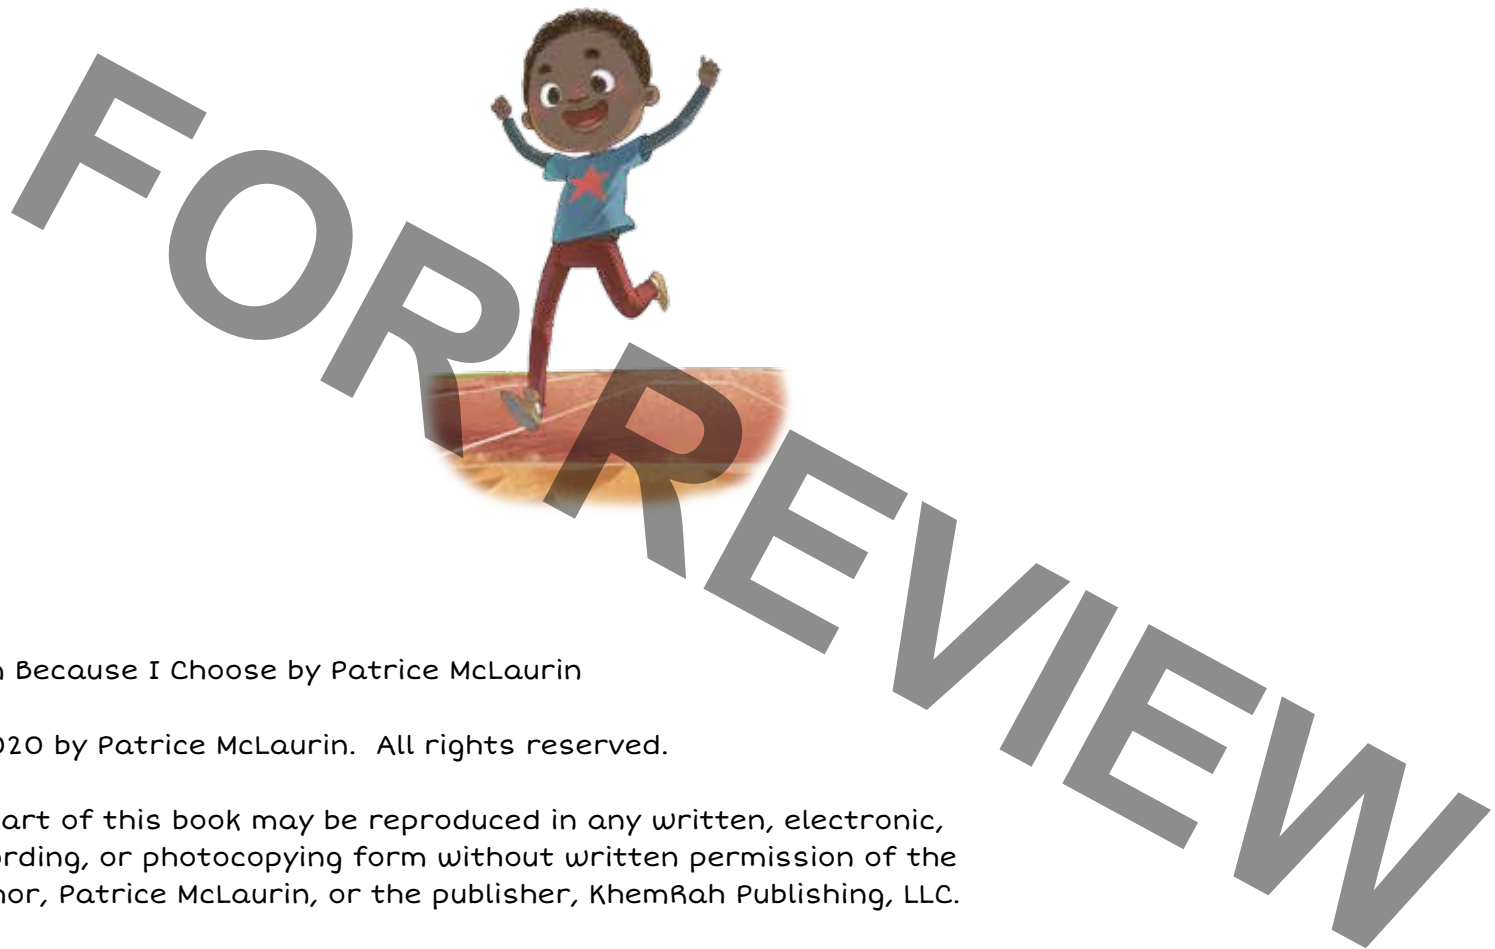 FOR REVIEW
Because I Choose by Patrice McLaurin
020 by Patrice McLaurin. All rights reserved.
art of this book may be reproduced in any written, electronic,
ording, or photocopying form without written permission of the
hor, Patrice McLaurin, or the publisher, KhemRah Publishing, LLC.